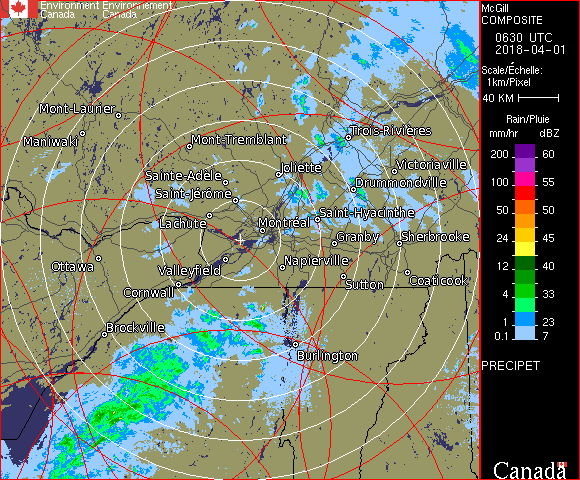 Environment Environnement
Canada Canada
McGill
COMPOSITE
0630 UTC
2018-04-01
Scale/Échelle:
1km/Pixel
40 KM
Rain/Pluie
mm/hr dBZ
200 60
100 55
50 50
24 45
12 40
4 33
1 23
0.1 7
PRECIPET
Canada
Mont-Laurier
Maniwaki
Trois-Rivières
Mont-Tremblant
Joliette
Victoriaville
Sainte-Adèle
Drummondville
Saint-Jérôme
Saint-Hyacinthe
Lachute
Montréal
Granby
Sherbrooke
Ottawa
Valleyfield
Napierville
Sutton
Coaticook
Cornwall
Brockville
Burlington